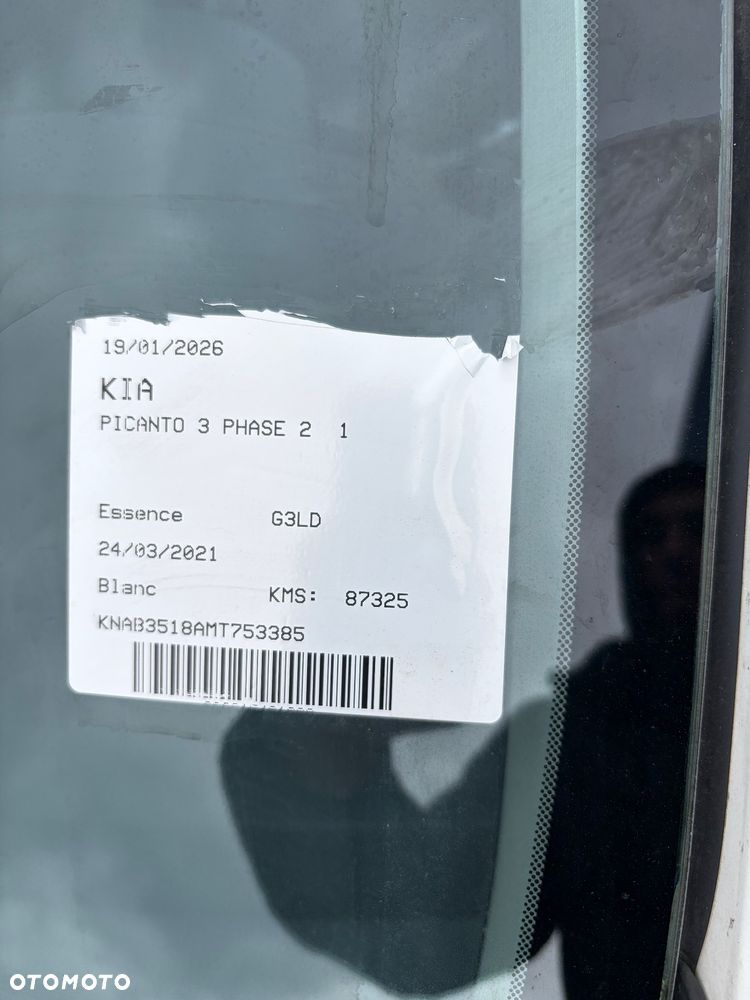 19/01/2026
KIA
PICANTO 3 PHASE 2 1
Essence G3LD
24/03/2021
Blanc KMS: 87325
KNAB3518AMT753385
OTOMOTO